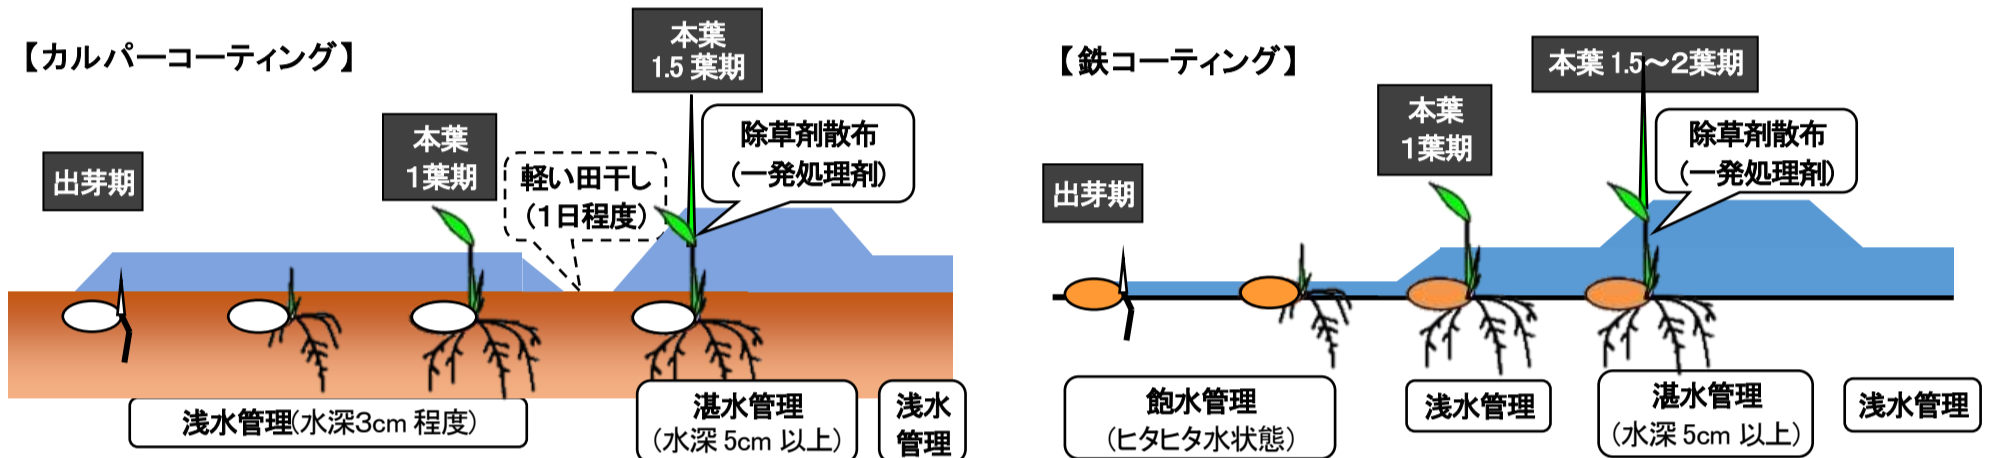 【カルパーコーティング】
出芽期
本葉
1葉期
軽い田干し
（1日程度）
本葉
1.5 葉期
除草剤散布
（一発処理剤）
浅水管理(水深3cm 程度)
湛水管理
(水深 5cm 以上)
浅水
管理
【鉄コーティング】
出芽期
本葉
1葉期
本葉 1.5～2葉期
除草剤散布
（一発処理剤）
飽水管理
（ヒタヒタ水状態）
浅水管理
湛水管理
（水深 5cm 以上）
浅水管理